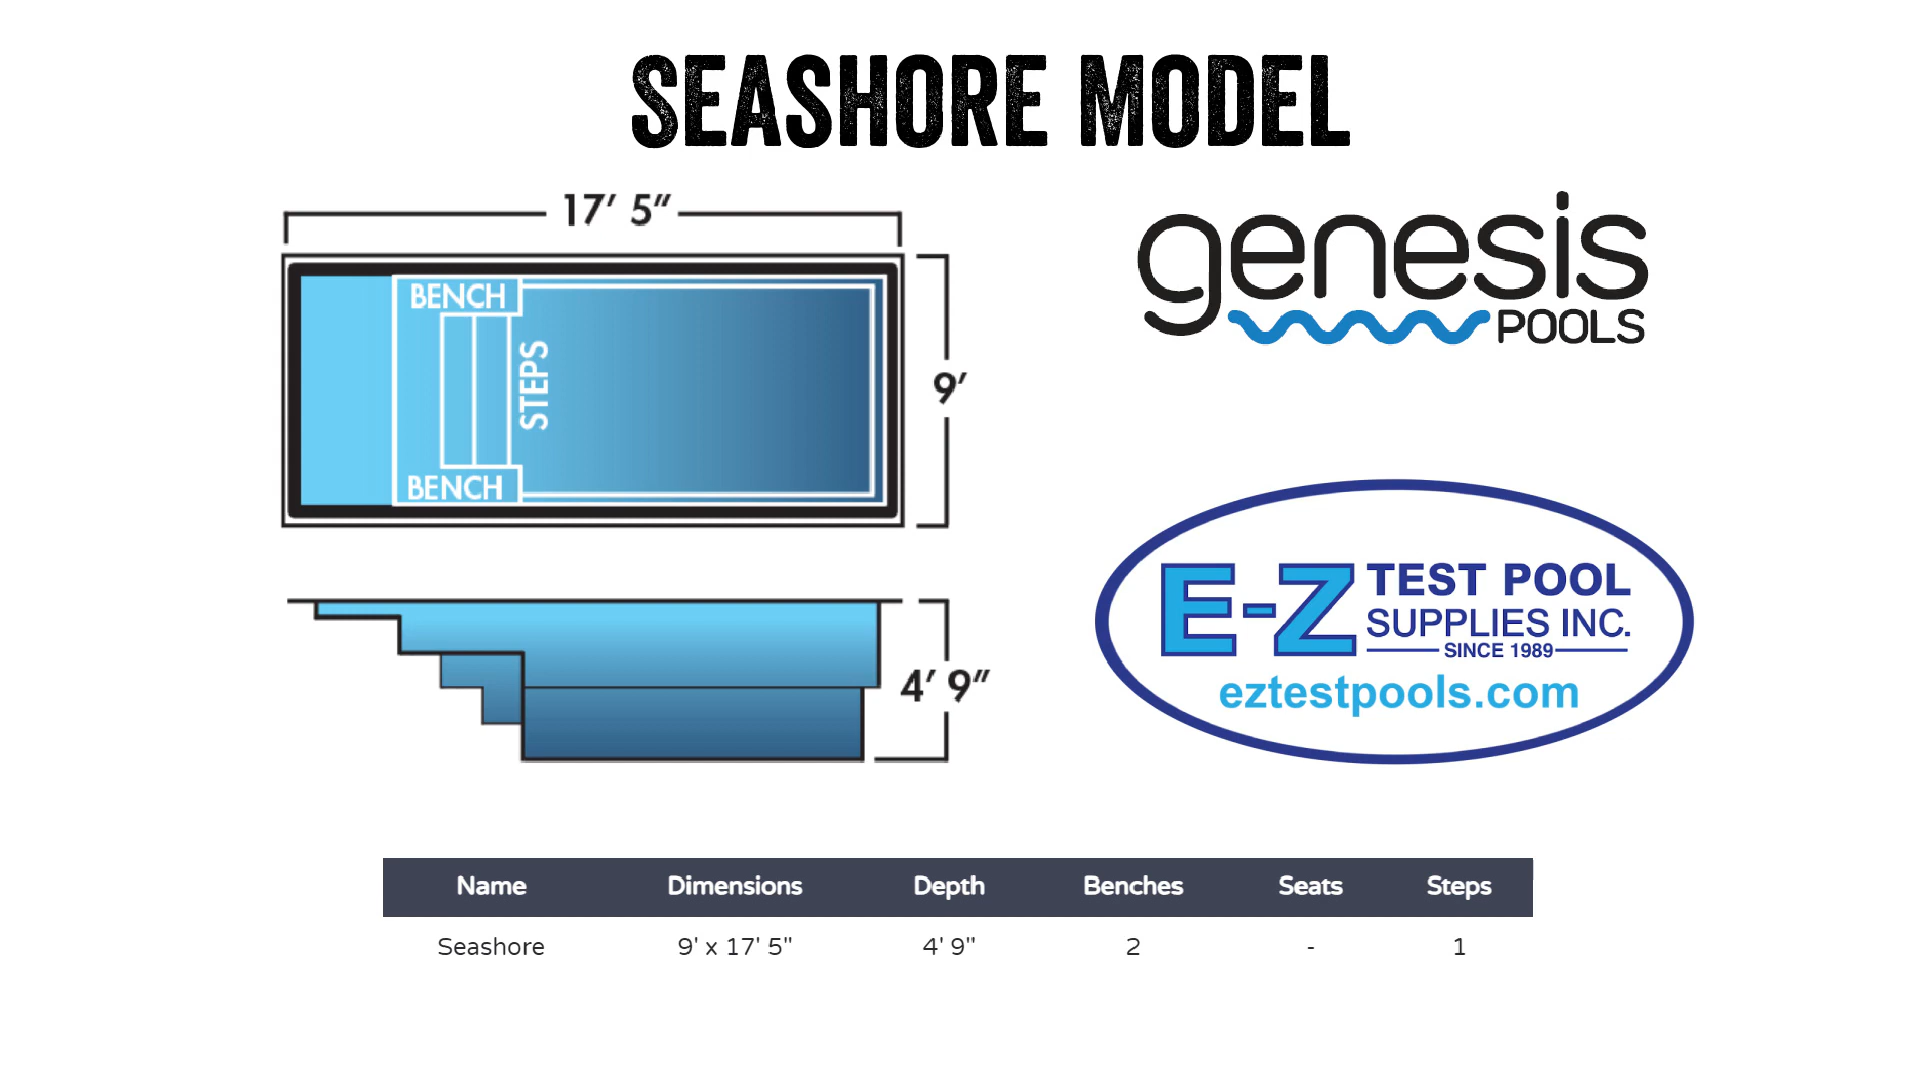 SEASHORE MODEL
17' 5"
BENCH
STEPS
BENCH
9'
4' 9"
genesis
POOLS
E-Z TEST POOL
SUPPLIES INC.
SINCE 1989
eztestpools.com
Name Dimensions Depth Benches Seats Steps
Seashore 9' x 17' 5" 4' 9" 2 - 1